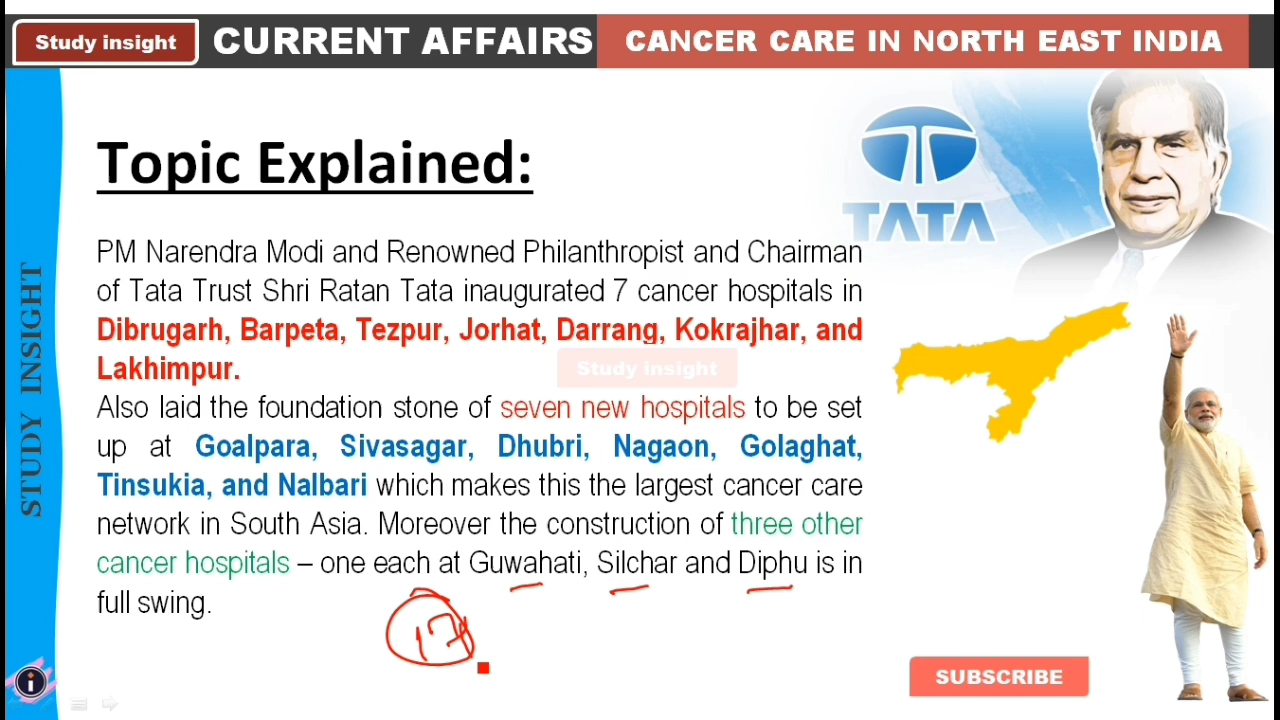 Study insight CURRENT AFFAIRS CANCER CARE IN NORTH EAST INDIA
Topic Explained:
TATA
PM Narendra Modi and Renowned Philanthropist and Chairman
of Tata Trust Shri Ratan Tata inaugurated 7 cancer hospitals in
Dibrugarh, Barpeta, Tezpur, Jorhat, Darrang, Kokrajhar, and
Lakhimpur.
Study insight
Also laid the foundation stone of seven new hospitals to be set
up at Goalpara, Sivasagar, Dhubri, Nagaon, Golaghat,
Tinsukia, and Nalbari which makes this the largest cancer care
network in South Asia. Moreover the construction of three other
cancer hospitals – one each at Guwahati, Silchar and Diphu is in
full swing.
17
STUDY INSIGHT
i
SUBSCRIBE